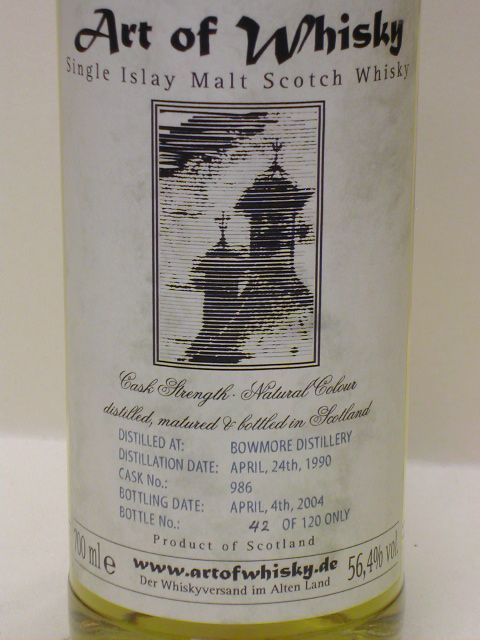 Art of Whisky
Single Islay Malt Scotch Whisky
Cask Strength · Natural Colour
distilled, matured & bottled in Scotland
DISTILLED AT: BOWMORE DISTILLERY
DISTILLATION DATE: APRIL, 24th, 1990
CASK No.: 986
BOTTLING DATE: APRIL, 4th, 2004
BOTTLE No.: 42 OF 120 ONLY
Product of Scotland
700 ml e www.artofwhisky.de 56,4% vol.
Der Whiskyversand im Alten Land